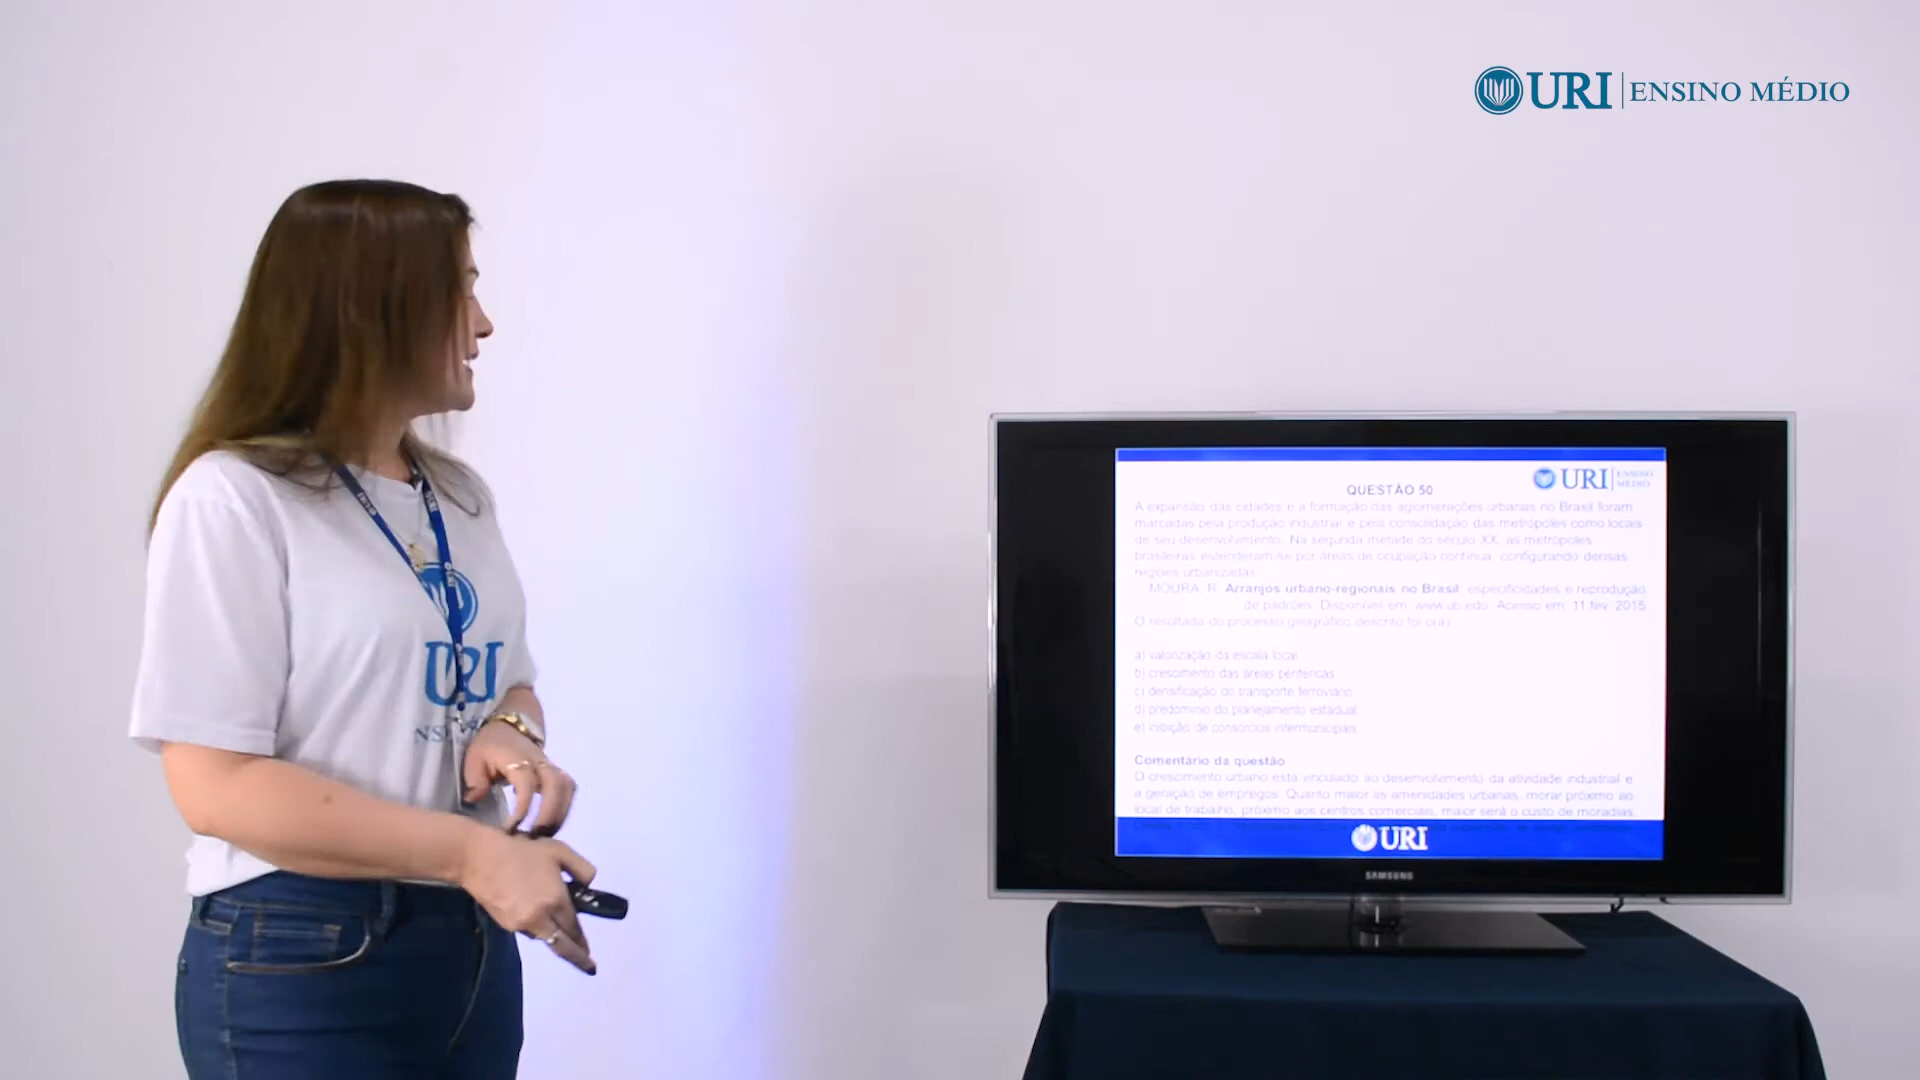 URI ENSINO MÉDIO
URI
URI
URI ENSINO
MÉDIO
QUESTÃO 50
A expansão das cidades e a formação das aglomerações urbanas no Brasil foram
marcadas pela produção industrial e pela consolidação das metrópoles como locais
de seu desenvolvimento. Na segunda metade do século XX, as metrópoles
brasileiras estenderam-se por áreas de ocupação contínua, configurando densas
regiões urbanizadas.
MOURA, R. Arranjos urbano-regionais no Brasil: especificidades e reprodução
de padrões. Disponível em: www.ub.edu. Acesso em: 11 fev. 2015.
O resultado do processo geográfico descrito foi o(a)
a) valorização da escala local.
b) crescimento das áreas periféricas.
c) densificação do transporte ferroviário.
d) predomínio do planejamento estadual.
e) inibição de consórcios intermunicipais.
Comentário da questão
O crescimento urbano está vinculado ao desenvolvimento da atividade industrial e
a geração de empregos. Quanto maior as amenidades urbanas, morar próximo ao
local de trabalho, próximo aos centros comerciais, maior será o custo de moradias.
URI
SAMSUNG